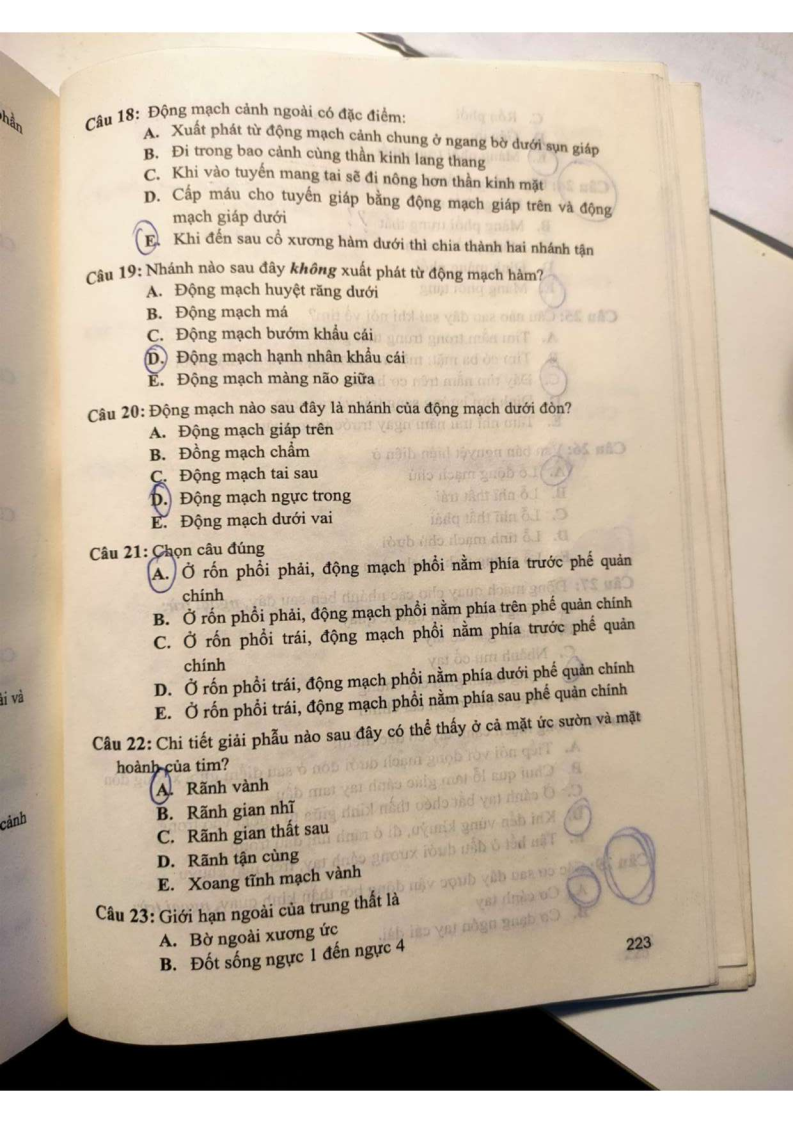 hần
Câu 18: Động mạch cảnh ngoài có đặc điểm:
A. Xuất phát từ động mạch cảnh chung ở ngang bờ dưới sụn giáp
B. Đi trong bao cảnh cùng thần kinh lang thang
C. Khi vào tuyến mang tai sẽ đi nông hơn thần kinh mặt
D. Cấp máu cho tuyến giáp bằng động mạch giáp trên và động
mạch giáp dưới
E. Khi đến sau cổ xương hàm dưới thì chia thành hai nhánh tận
Câu 19: Nhánh nào sau đây không xuất phát từ động mạch hàm?
A. Động mạch huyệt răng dưới
B. Động mạch má
C. Động mạch bướm khẩu cái
D. Động mạch hạnh nhân khẩu cái
E. Động mạch màng não giữa
Câu 20: Động mạch nào sau đây là nhánh của động mạch dưới đòn?
A. Động mạch giáp trên
B. Đồng mạch chẩm
C. Động mạch tai sau
D. Động mạch ngực trong
E. Động mạch dưới vai
Câu 21: Chọn câu đúng
A. Ở rốn phổi phải, động mạch phổi nằm phía trước phế quản
chính
B. Ở rốn phổi phải, động mạch phổi nằm phía trên phế quản chính
C. Ở rốn phổi trái, động mạch phổi nằm phía trước phế quản
chính
D. Ở rốn phổi trái, động mạch phổi nằm phía dưới phế quản chính
E. Ở rốn phổi trái, động mạch phổi nằm phía sau phế quản chính
ải và
Câu 22: Chi tiết giải phẫu nào sau đây có thể thấy ở cả mặt ức sườn và mặt
hoành của tim?
A. Rãnh vành
B. Rãnh gian nhĩ
C. Rãnh gian thất sau
D. Rãnh tận cùng
E. Xoang tĩnh mạch vành
cảnh
Câu 23: Giới hạn ngoài của trung thất là
A. Bờ ngoài xương ức
B. Đốt sống ngực 1 đến ngực 4
223